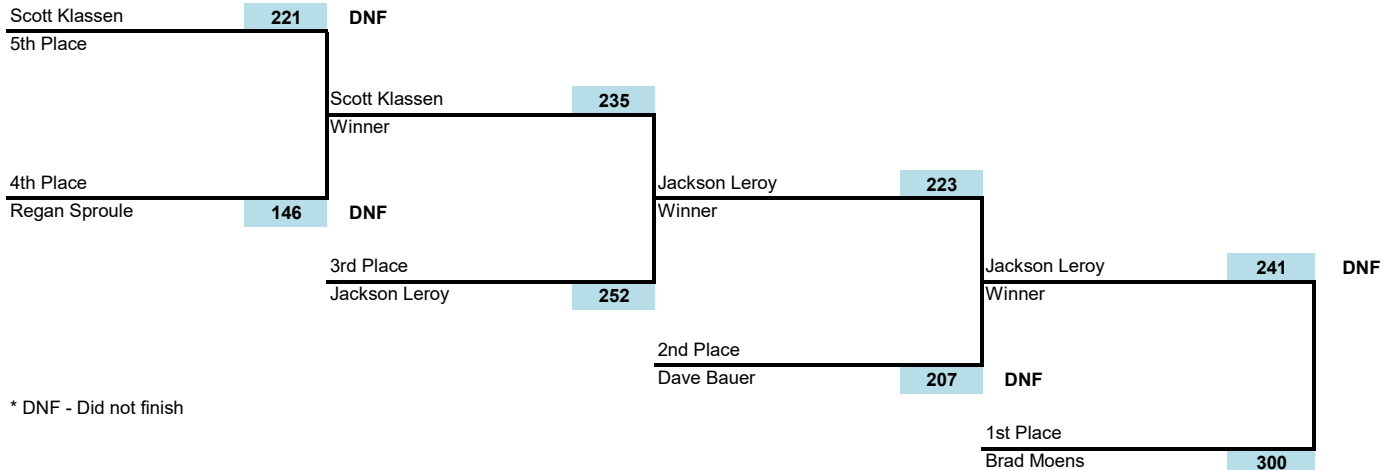 Scott Klassen 221 DNF
5th Place
Scott Klassen 235
Winner
4th Place
Regan Sproule 146 DNF
Jackson Leroy 223
Winner
3rd Place
Jackson Leroy 252
Jackson Leroy 241 DNF
Winner
2nd Place
Dave Bauer 207 DNF
* DNF - Did not finish
1st Place
Brad Moens 300